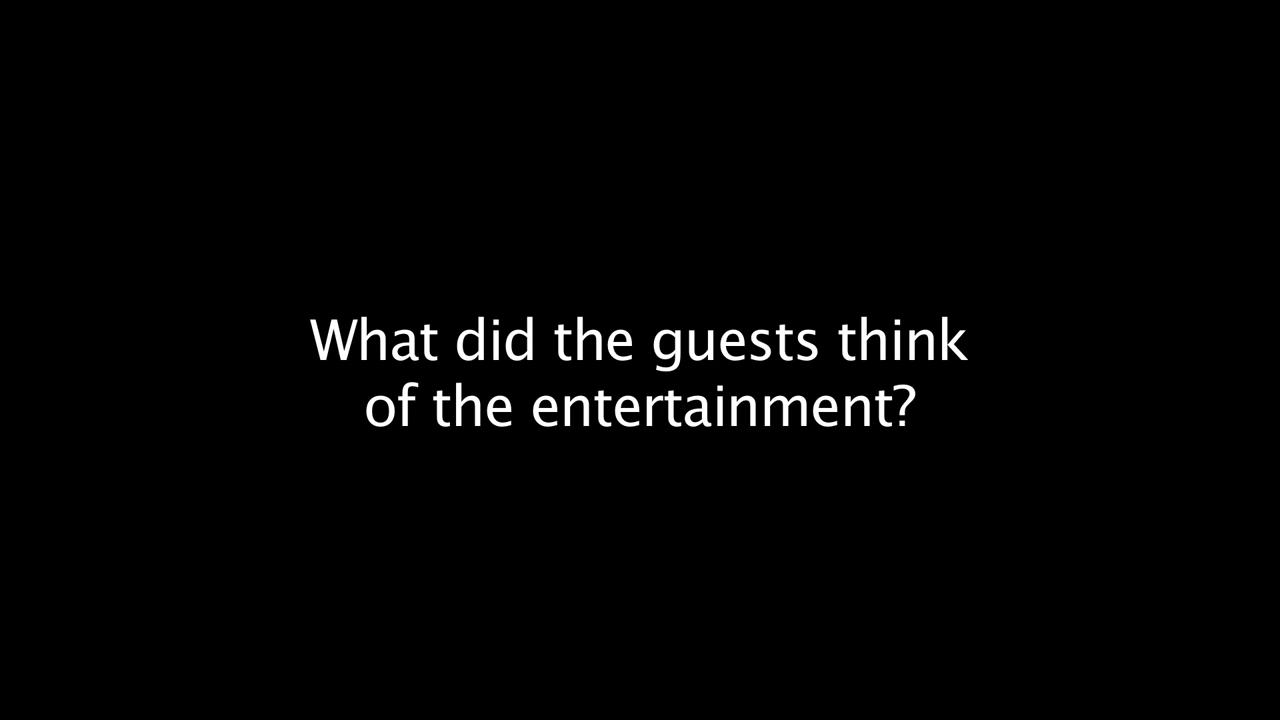 What did the guests think
of the entertainment?